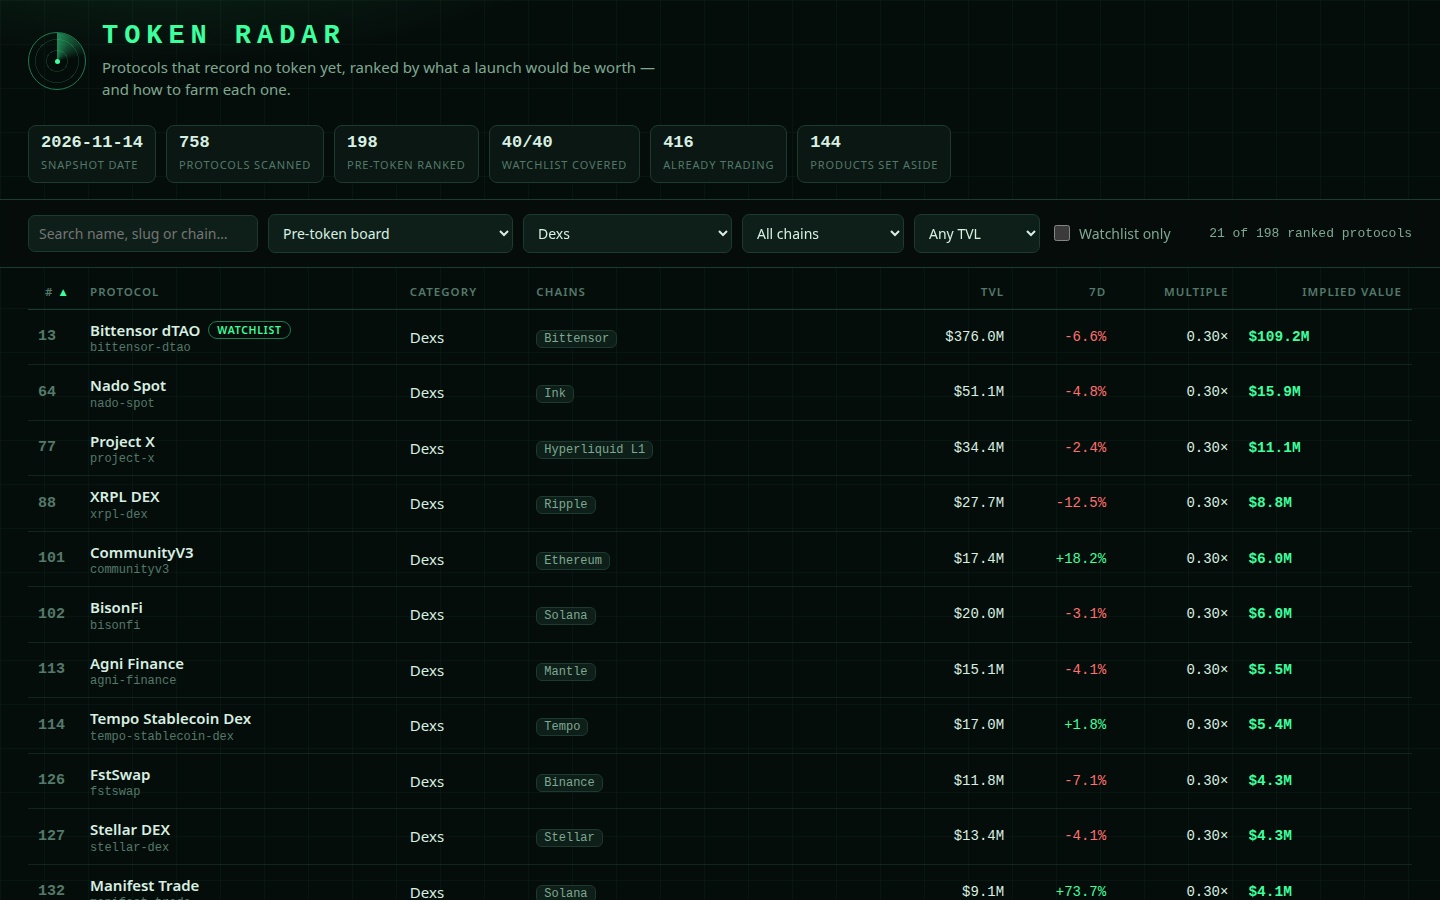 TOKEN RADAR
Protocols that record no token yet, ranked by what a launch would be worth —
and how to farm each one.
2026-11-14
SNAPSHOT DATE
758
PROTOCOLS SCANNED
198
PRE-TOKEN RANKED
40/40
WATCHLIST COVERED
416
ALREADY TRADING
144
PRODUCTS SET ASIDE
Search name, slug or chain... Pre-token board Dexs All chains Any TVL Watchlist only 21 of 198 ranked protocols
# ▲ PROTOCOL CATEGORY CHAINS TVL 7D MULTIPLE IMPLIED VALUE
13 Bittensor dTAO WATCHLIST Dexs Bittensor $376.0M -6.6% 0.30× $109.2M
bittensor-dtao
64 Nado Spot Dexs Ink $51.1M -4.8% 0.30× $15.9M
nado-spot
77 Project X Dexs Hyperliquid L1 $34.4M -2.4% 0.30× $11.1M
project-x
88 XRPL DEX Dexs Ripple $27.7M -12.5% 0.30× $8.8M
xrpl-dex
101 CommunityV3 Dexs Ethereum $17.4M +18.2% 0.30× $6.0M
communityv3
102 BisonFi Dexs Solana $20.0M -3.1% 0.30× $6.0M
bisonfi
113 Agni Finance Dexs Mantle $15.1M -4.1% 0.30× $5.5M
agni-finance
114 Tempo Stablecoin Dex Dexs Tempo $17.0M +1.8% 0.30× $5.4M
tempo-stablecoin-dex
126 FstSwap Dexs Binance $11.8M -7.1% 0.30× $4.3M
fstswap
127 Stellar DEX Dexs Stellar $13.4M -4.1% 0.30× $4.3M
stellar-dex
132 Manifest Trade Dexs Solana $9.1M +73.7% 0.30× $4.1M